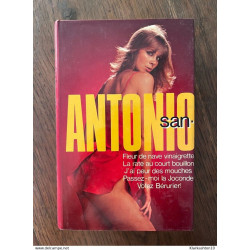 SAN-
ANTONIO
Fleur de nave vinaigrette
La rate au court bouillon
J'ai peur des mouches
Passez-moi la Joconde
Votez Bérurier!